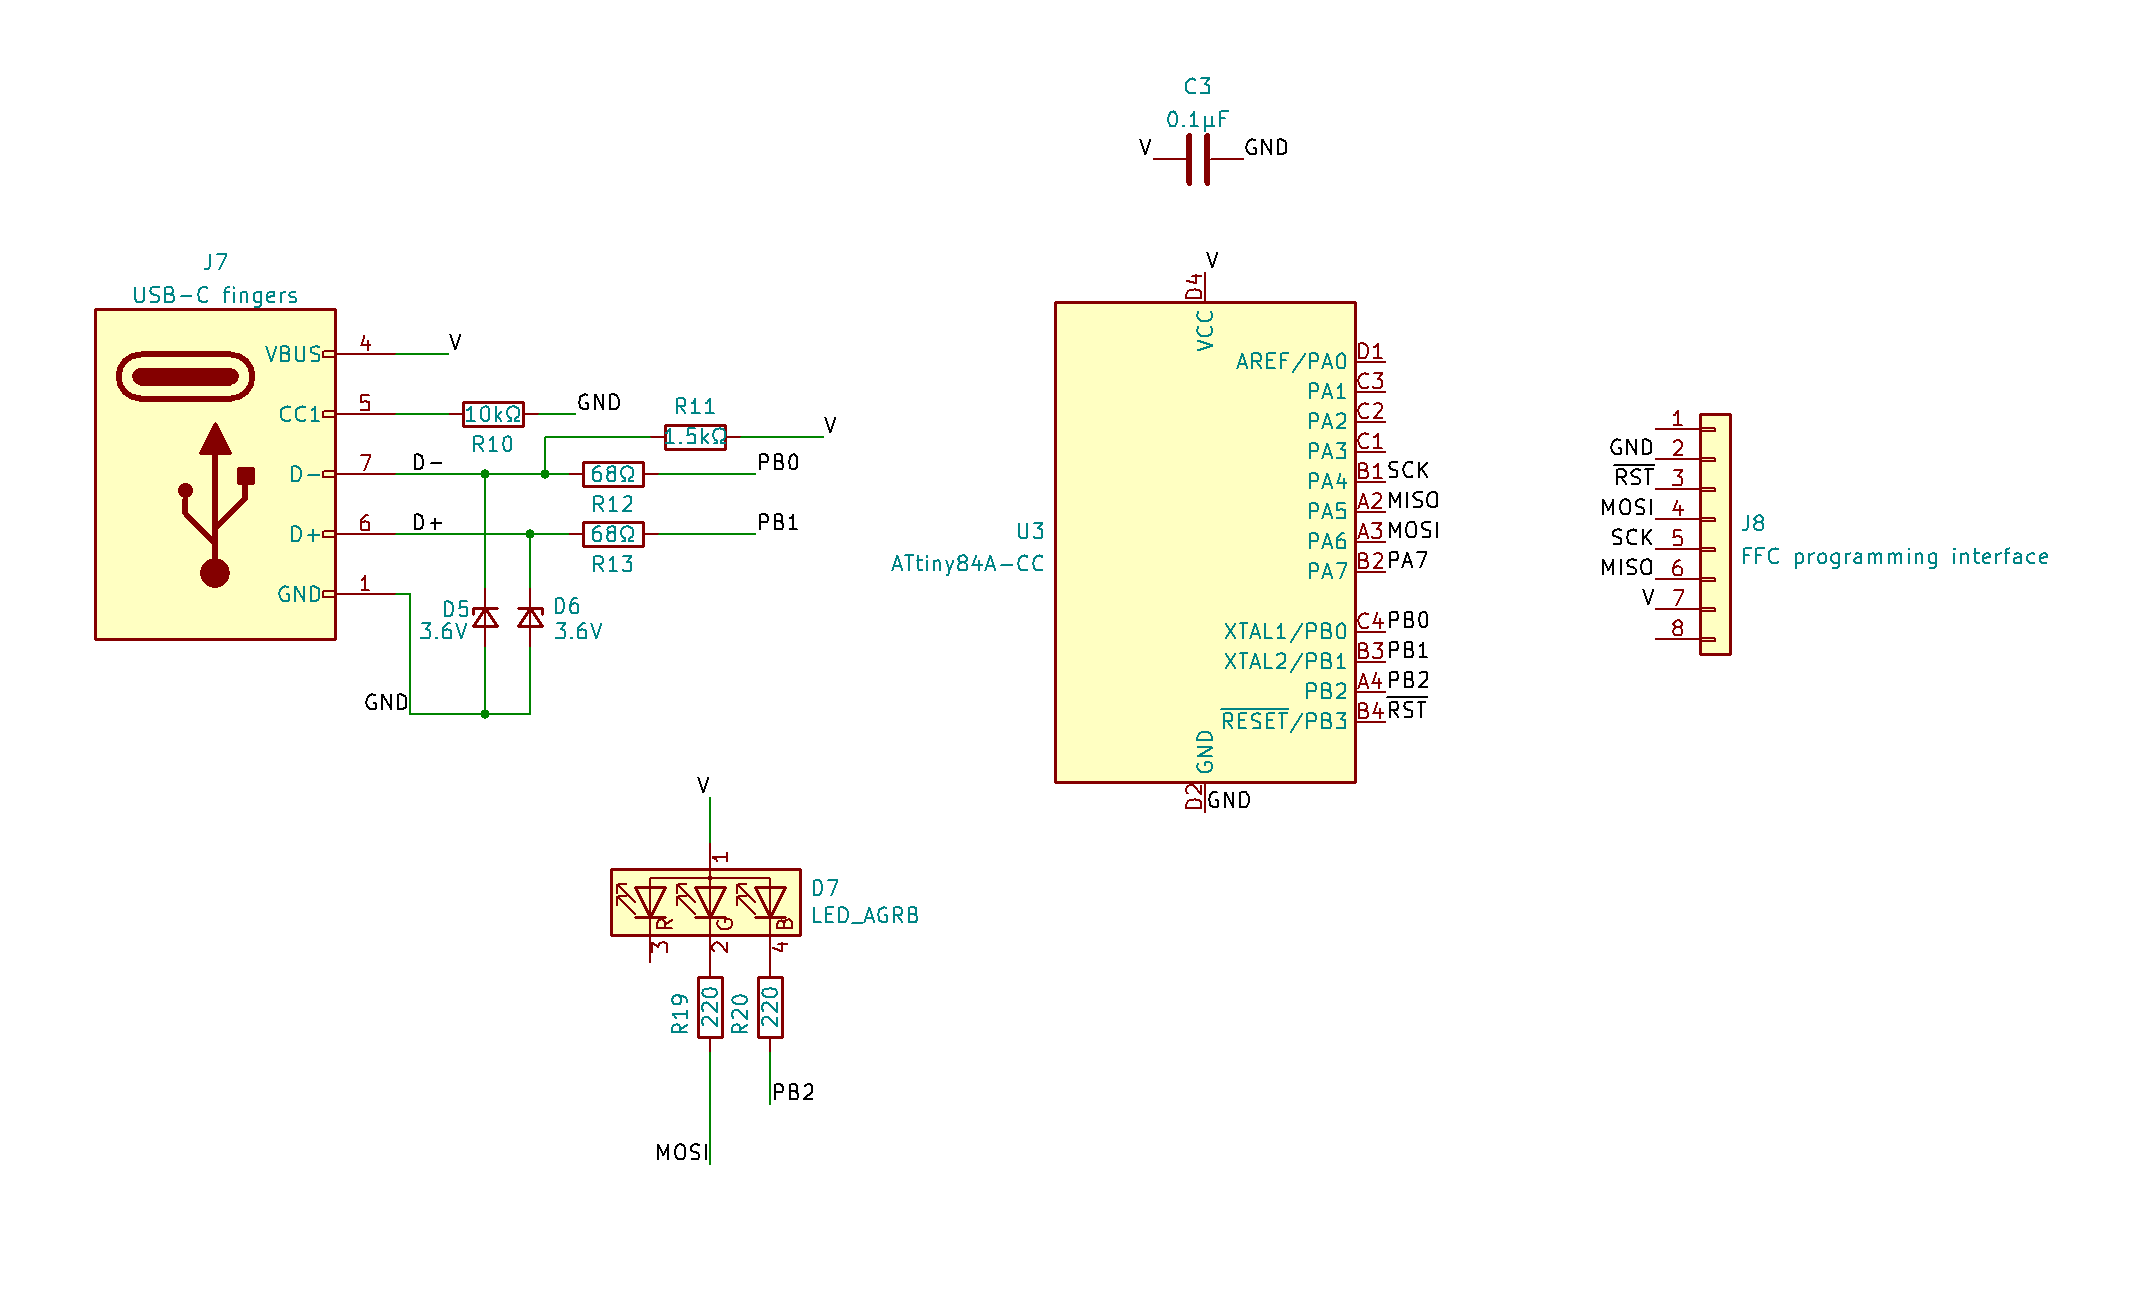 C3
0.1µF
V
GND
J7
USB-C fingers
VBUS
4
V
CC1
5
10kΩ
GND
R10
R11
1.5kΩ
V
D-
7
D-
68Ω
PB0
R12
D+
6
D+
68Ω
PB1
R13
GND
1
D5
3.6V
D6
3.6V
GND
V
D4
VCC
AREF/PA0
D1
PA1
C3
PA2
C2
PA3
C1
PA4
B1
SCK
PA5
A2
MISO
PA6
A3
MOSI
PA7
B2
PA7
U3
ATtiny84A-CC
XTAL1/PB0
C4
PB0
XTAL2/PB1
B3
PB1
PB2
A4
PB2
RESET/PB3
B4
RST
GND
D2
GND
1
GND
2
RST
3
MOSI
4
SCK
5
MISO
6
V
7
8
J8
FFC programming interface
V
1
D7
LED_AGRB
R
G
B
3
2
4
R19
220
R20
220
PB2
MOSI